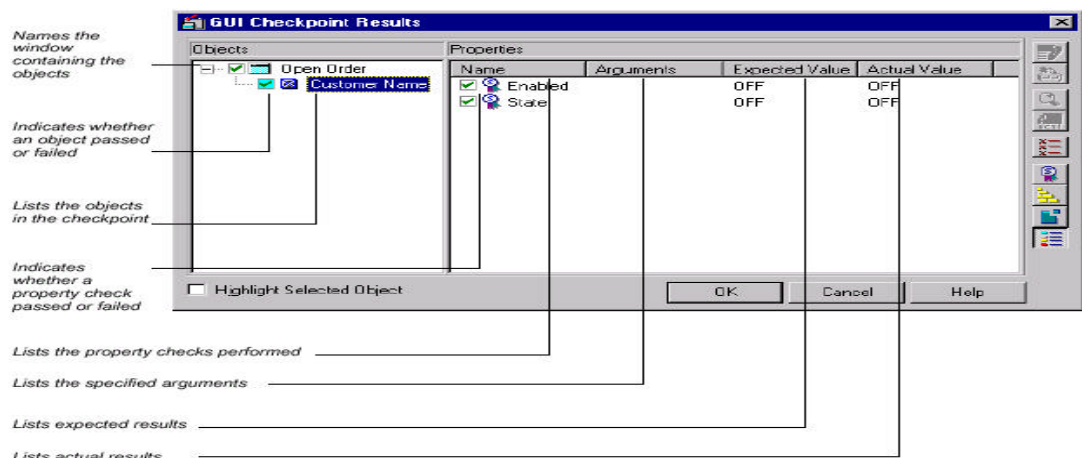 GUI Checkpoint Results
Names the
window
containing the
objects
Objects
Properties
Open Order
Customer Name
Name Arguments Expected Value Actual Value
Enabled OFF OFF
State OFF OFF
Indicates whether
an object passed
or failed
Lists the objects
in the checkpoint
Indicates
whether a
property check
passed or failed
Highlight Selected Object
OK Cancel Help
Lists the property checks performed
Lists the specified arguments
Lists expected results
Lists actual results